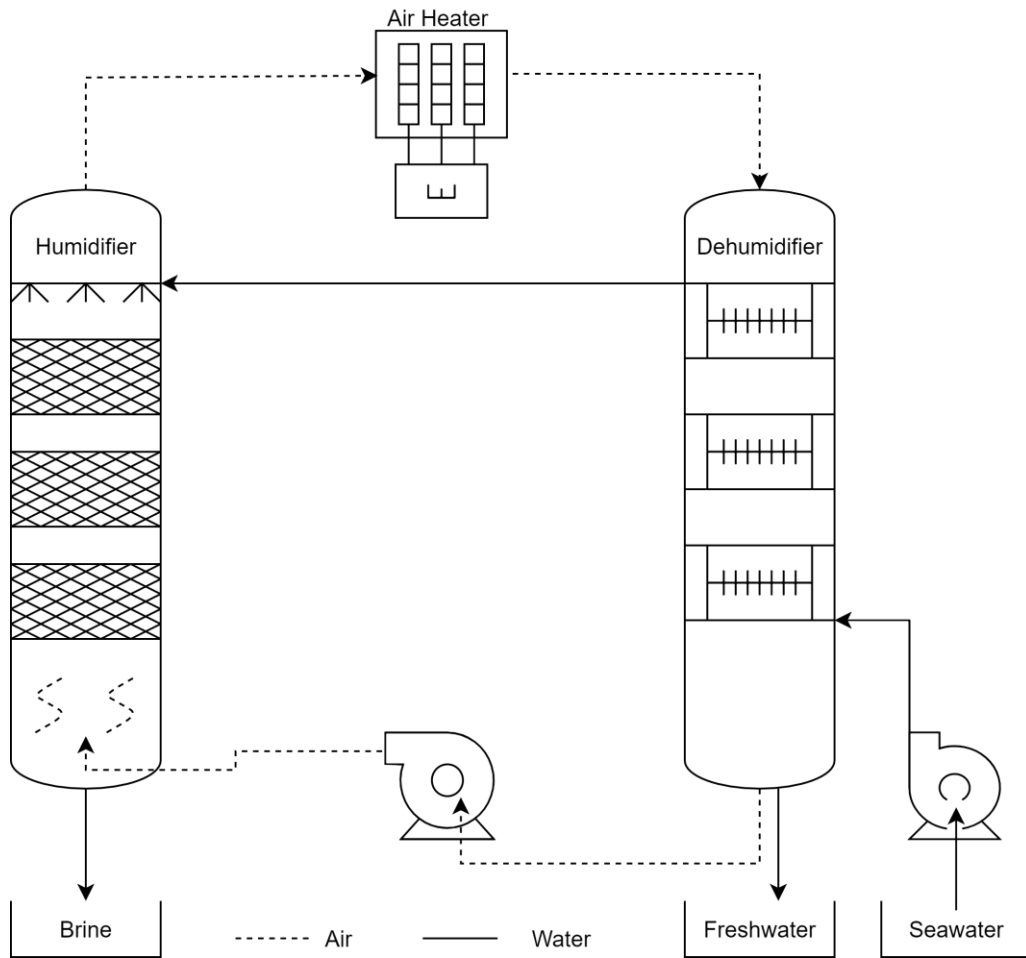 Air Heater
Humidifier
Dehumidifier
Brine
Air
Water
Freshwater
Seawater